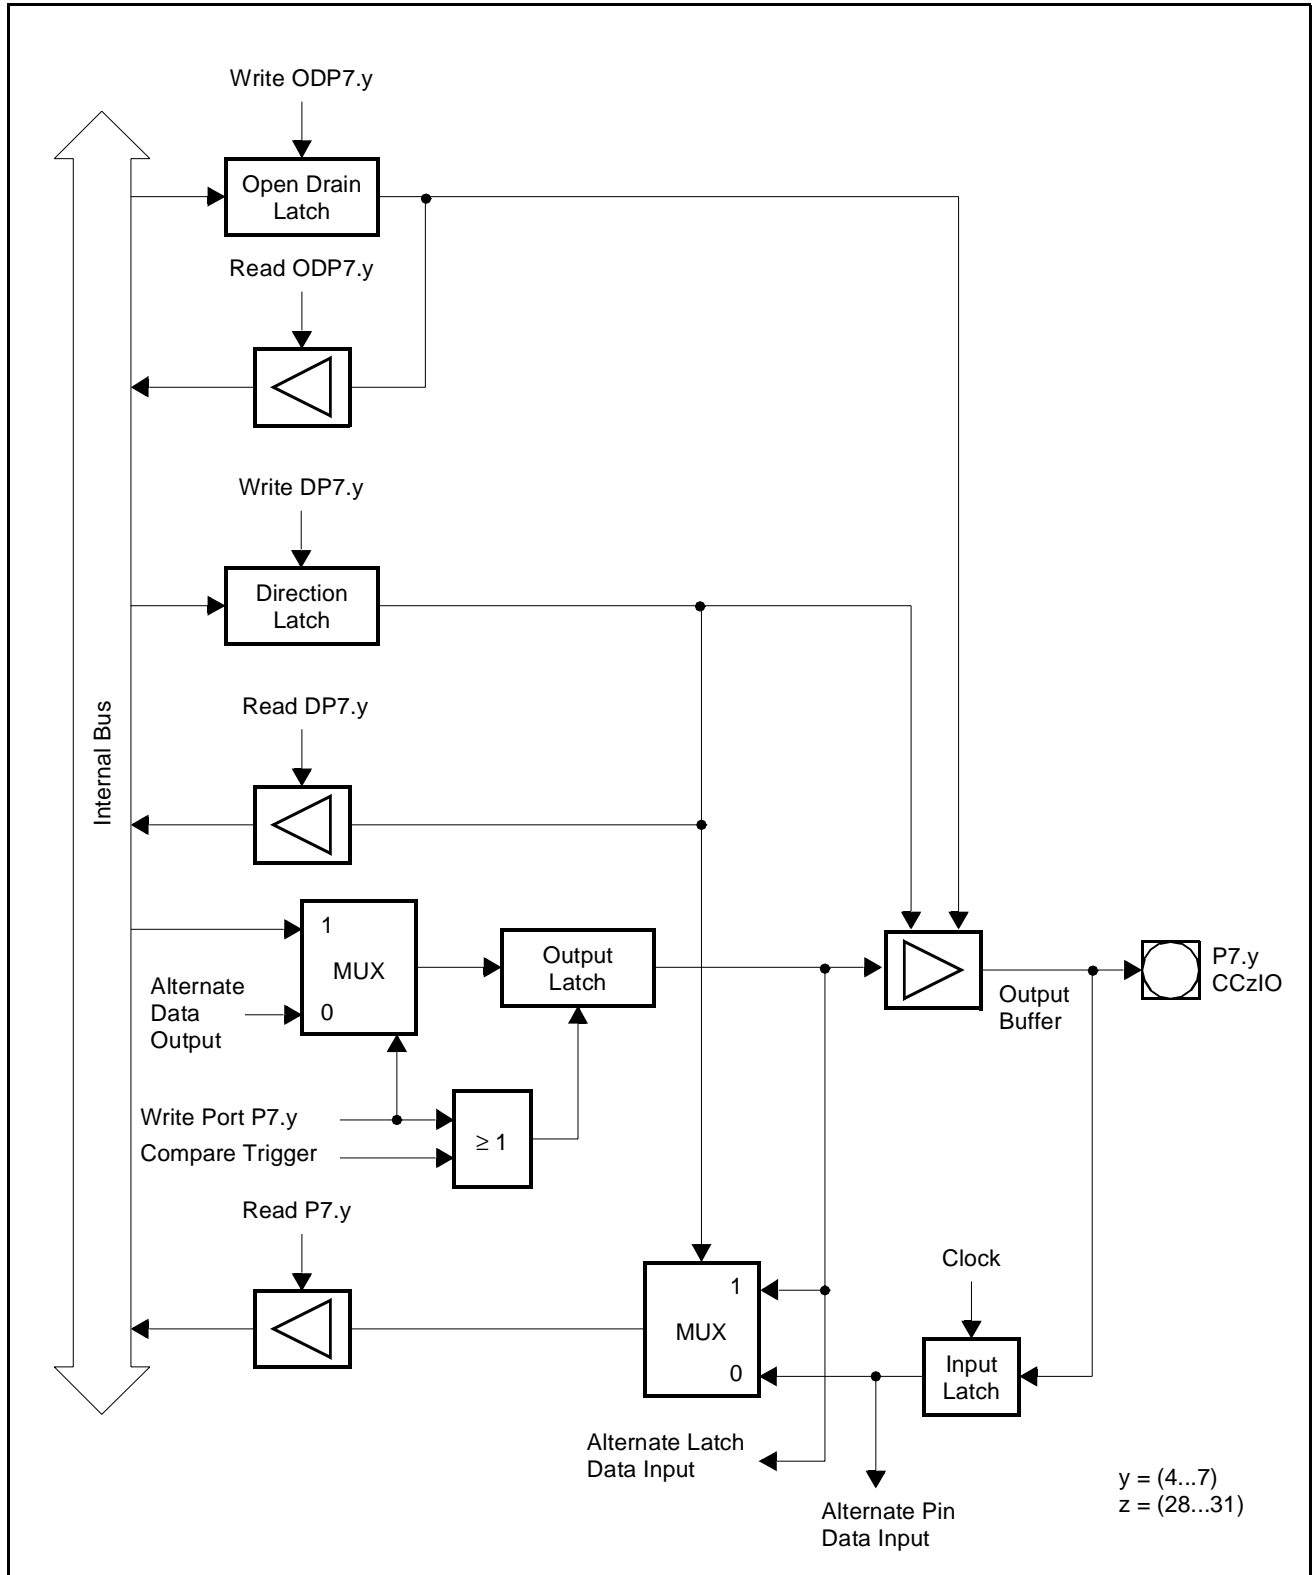 Write ODP7.y
Open Drain
Latch
Read ODP7.y
Write DP7.y
Direction
Latch
Read DP7.y
Internal Bus
1
MUX
0
Alternate
Data
Output
Output
Latch
Output
Buffer
P7.y
CCzIO
Write Port P7.y
Compare Trigger
≥ 1
Read P7.y
1
MUX
0
Clock
Input
Latch
Alternate Latch
Data Input
Alternate Pin
Data Input
y = (4...7)
z = (28...31)